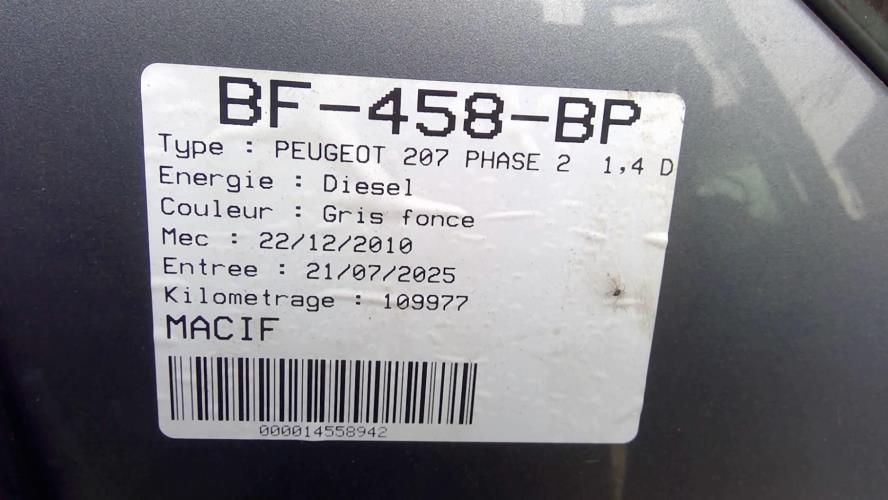 BF-458-BP
Type : PEUGEOT 207 PHASE 2 1,4 D
Energie : Diesel
Couleur : Gris fonce
Mec : 22/12/2010
Entree : 21/07/2025
Kilometrage : 109977
MACIF
000014558942